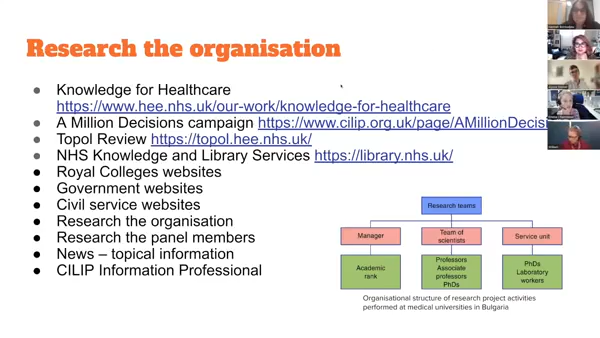 Research the organisation
Knowledge for Healthcare
https://www.hee.nhs.uk/our-work/knowledge-for-healthcare
A Million Decisions campaign https://www.cilip.org.uk/page/AMillionDecisi
Topol Review https://topol.hee.nhs.uk/
NHS Knowledge and Library Services https://library.nhs.uk/
Royal Colleges websites
Government websites
Civil service websites
Research the organisation
Research the panel members
News – topical information
CILIP Information Professional
Research teams
Manager
Team of
scientists
Service unit
Academic
rank
Professors
Associate
professors
PhDs
PhDs
Laboratory
workers
Organisational structure of research project activities
performed at medical universities in Bulgaria